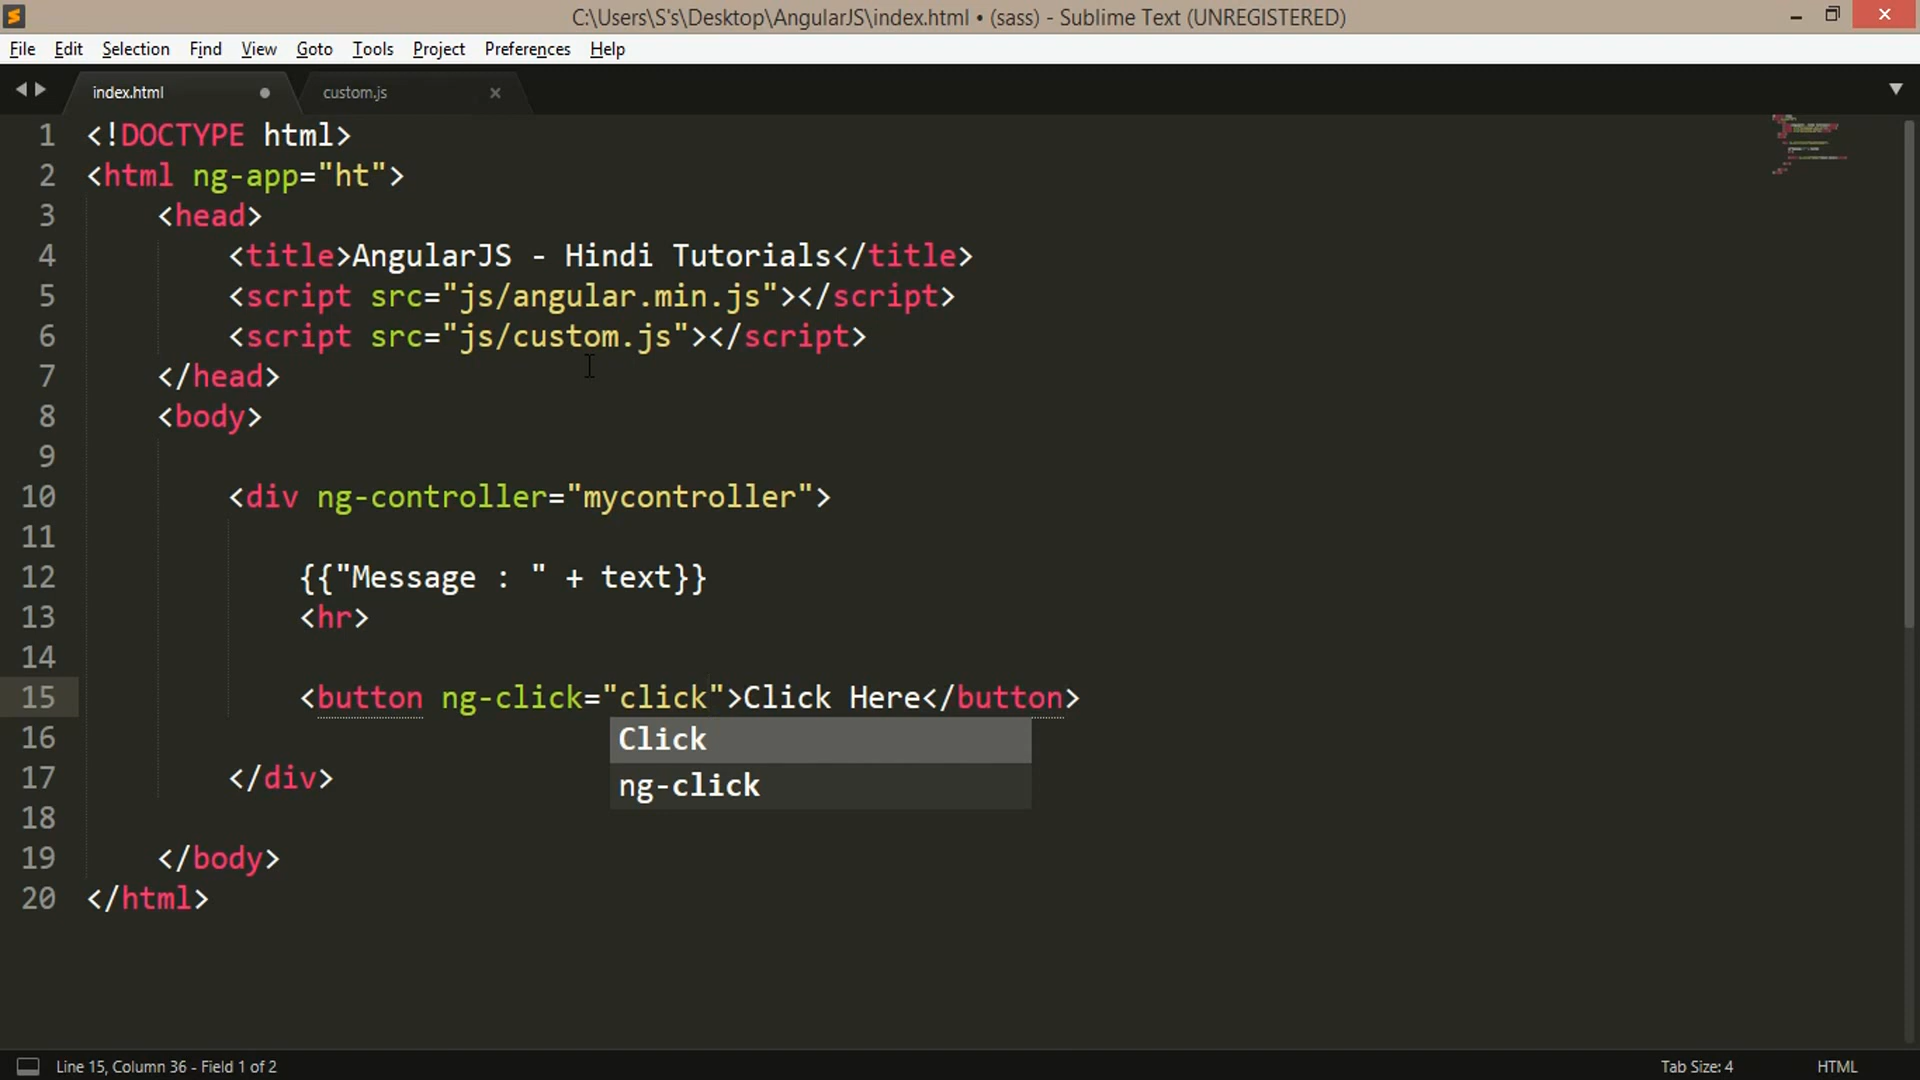 C:\Users\S's\Desktop\AngularJS\index.html • (sass) - Sublime Text (UNREGISTERED)
File Edit Selection Find View Goto Tools Project Preferences Help
index.html custom.js
1 <!DOCTYPE html>
2 <html ng-app="ht">
3 <head>
4 <title>AngularJS - Hindi Tutorials</title>
5 <script src="js/angular.min.js"></script>
6 <script src="js/custom.js"></script>
7 </head>
8 <body>
9
10 <div ng-controller="mycontroller">
11
12 {{"Message : " + text}}
13 <hr>
14
15 <button ng-click="click">Click Here</button>
16 Click
ng-click
17 </div>
18
19 </body>
20 </html>
Line 15, Column 36 - Field 1 of 2 Tab Size: 4 HTML